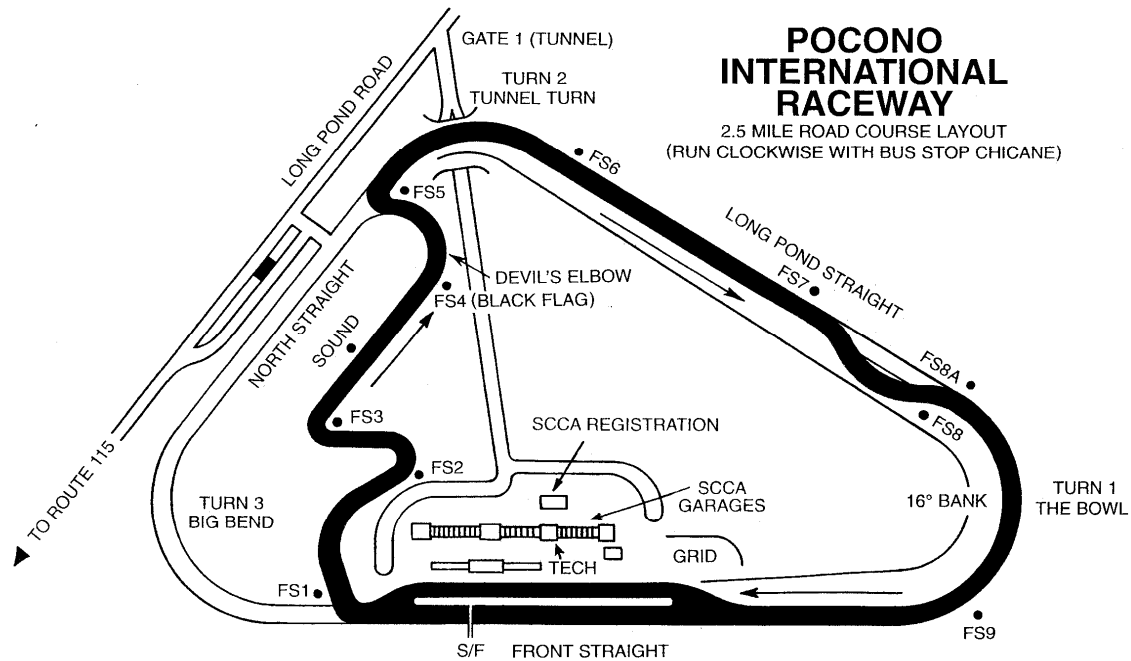 POCONO
INTERNATIONAL
RACEWAY
2.5 MILE ROAD COURSE LAYOUT
(RUN CLOCKWISE WITH BUS STOP CHICANE)
GATE 1 (TUNNEL)
TURN 2
TUNNEL TURN
LONG POND ROAD
FS6
FS5
LONG POND STRAIGHT
FS7
DEVIL'S ELBOW
FS4 (BLACK FLAG)
NORTH STRAIGHT
SOUND
FS8A
FS8
FS3
SCCA REGISTRATION
FS2
TO ROUTE 115
TURN 3
BIG BEND
SCCA
GARAGES
16° BANK
TURN 1
THE BOWL
GRID
TECH
FS1
FS9
S/F
FRONT STRAIGHT